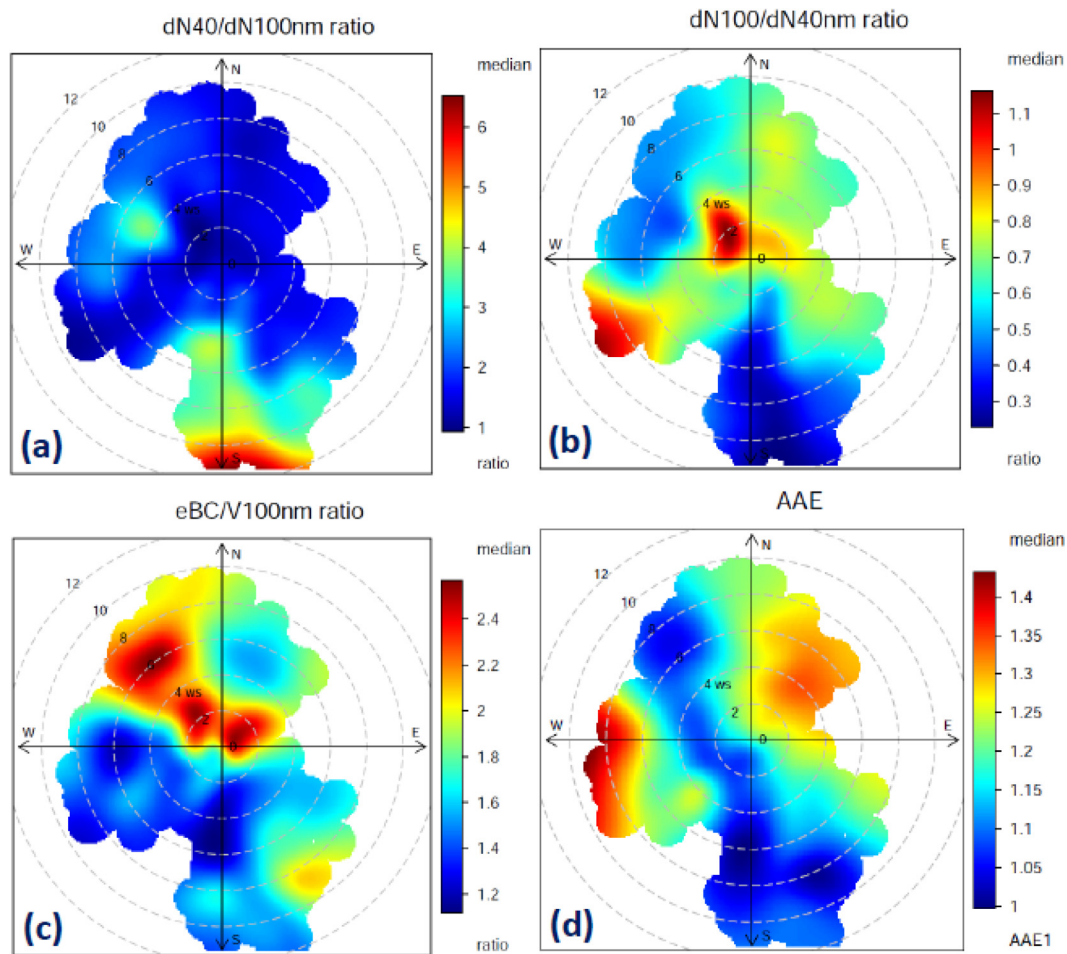 dN40/dN100nm ratio
median
N
12
10
8
6
4 ws
2
0
W
E
S
6
5
4
3
2
1
ratio
(a)
dN100/dN40nm ratio
median
N
12
10
8
6
4 ws
2
0
W
E
S
1.1
1
0.9
0.8
0.7
0.6
0.5
0.4
0.3
ratio
(b)
eBC/V100nm ratio
median
N
12
10
8
6
4 ws
2
0
W
E
S
2.4
2.2
2
1.8
1.6
1.4
1.2
ratio
(c)
AAE
median
N
12
10
8
6
4 ws
2
0
W
E
S
1.4
1.35
1.3
1.25
1.2
1.15
1.1
1.05
1
AAE1
(d)